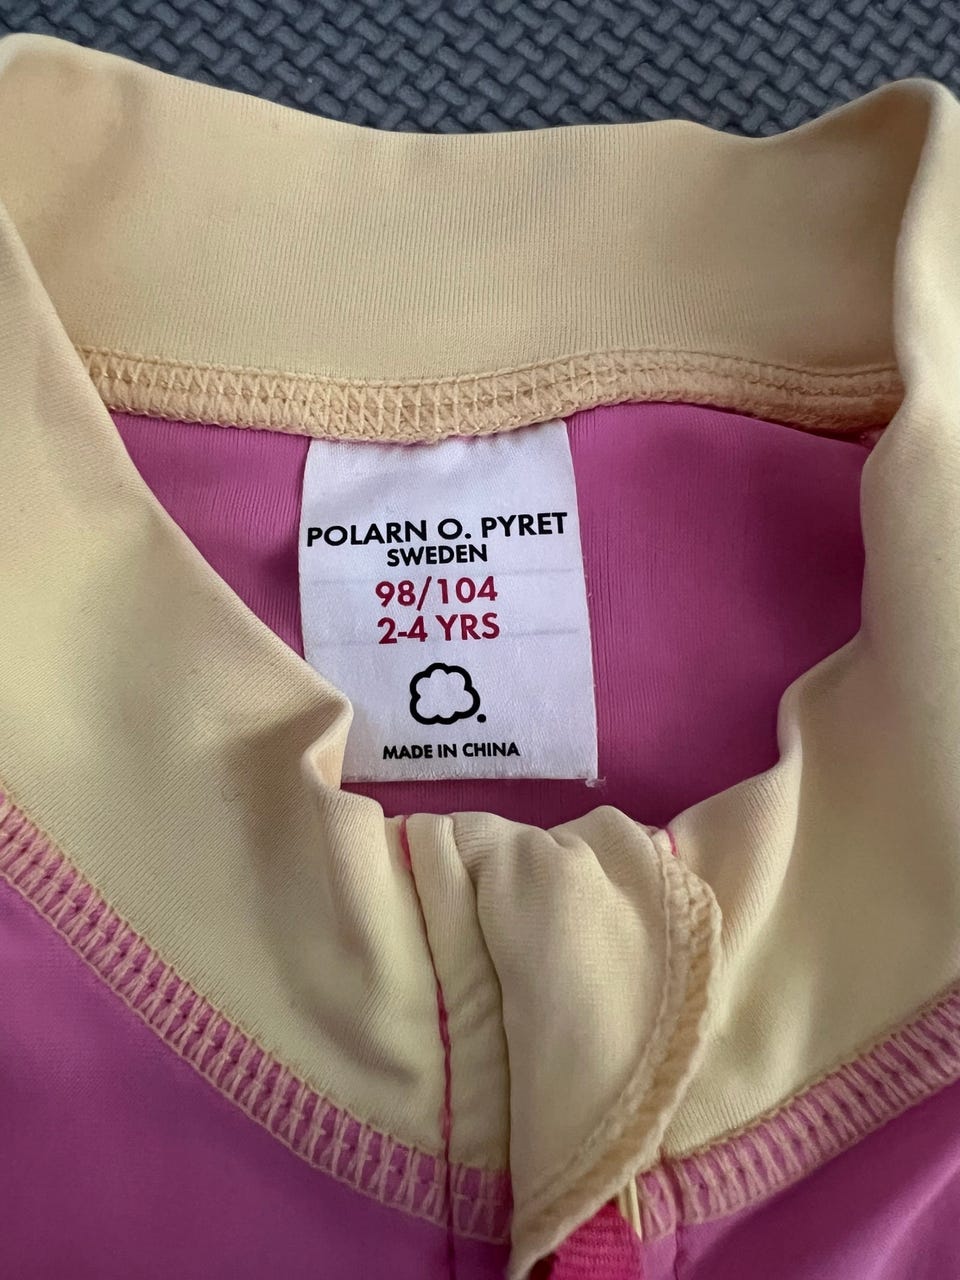 POLARN O. PYRET
SWEDEN
98/104
2-4 YRS
MADE IN CHINA